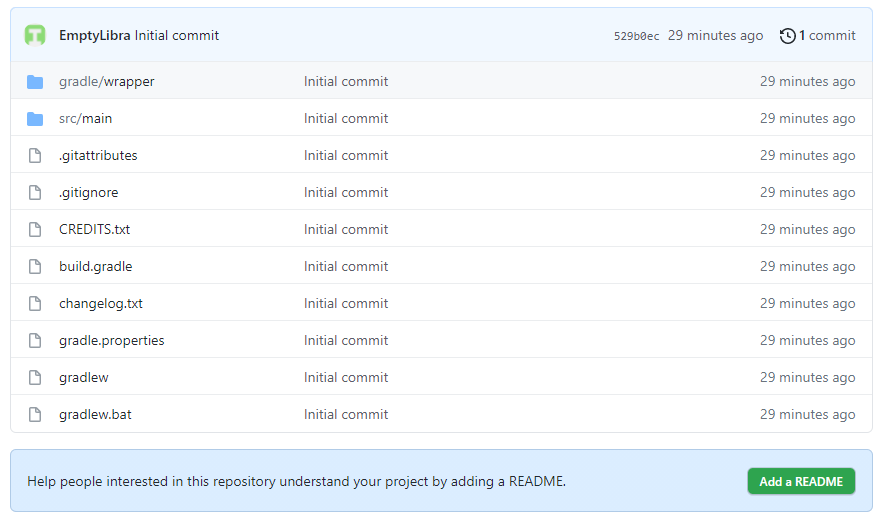 EmptyLibra Initial commit 529b0ec 29 minutes ago 1 commit
gradle/wrapper Initial commit 29 minutes ago
src/main Initial commit 29 minutes ago
.gitattributes Initial commit 29 minutes ago
.gitignore Initial commit 29 minutes ago
CREDITS.txt Initial commit 29 minutes ago
build.gradle Initial commit 29 minutes ago
changelog.txt Initial commit 29 minutes ago
gradle.properties Initial commit 29 minutes ago
gradlew Initial commit 29 minutes ago
gradlew.bat Initial commit 29 minutes ago
Help people interested in this repository understand your project by adding a README. Add a README